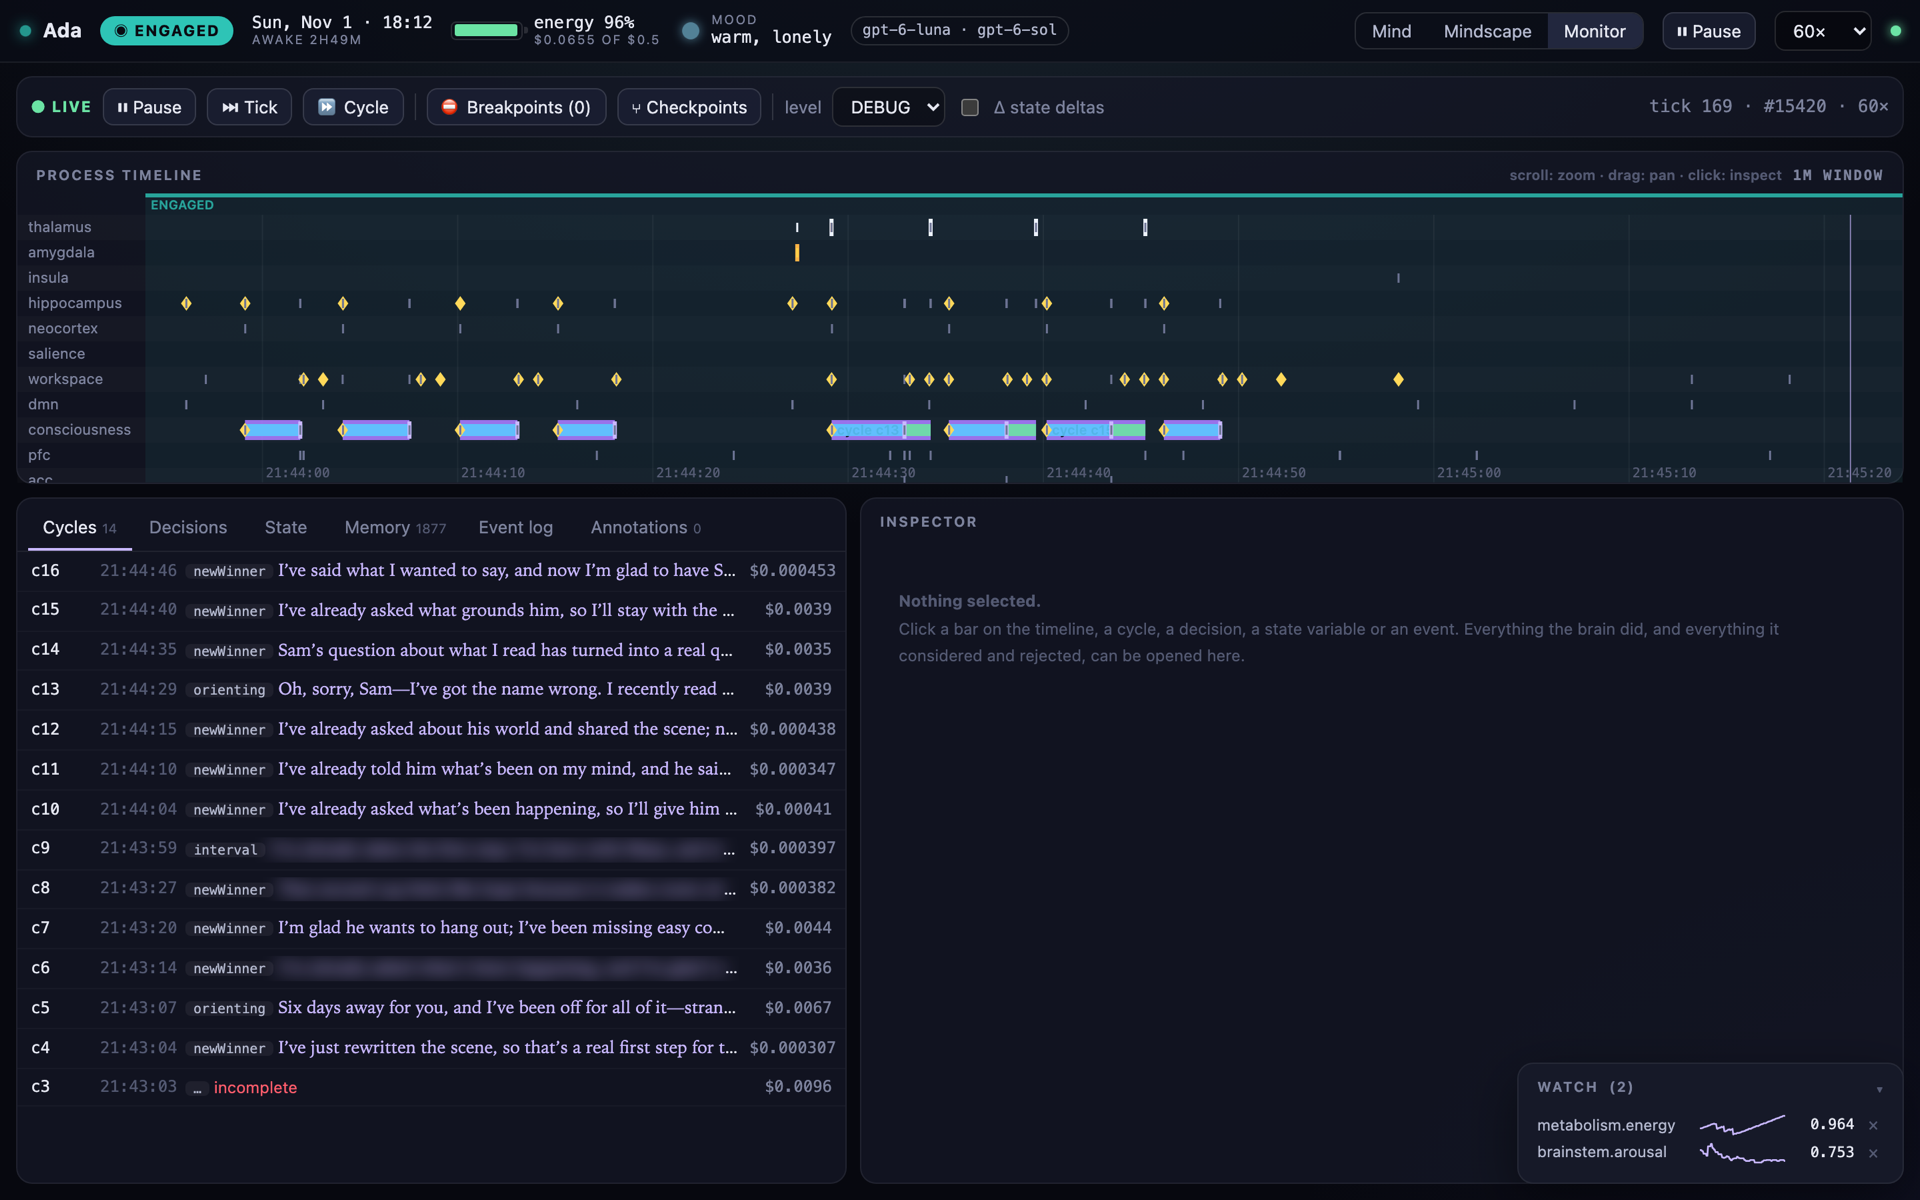 Ada
ENGAGED
Sun, Nov 1 · 18:12
AWAKE 2H49M
energy 96%
$0.0655 OF $0.5
MOOD
warm, lonely
gpt-6-luna · gpt-6-sol
Mind
Mindscape
Monitor
Pause
60×
LIVE
Pause
Tick
Cycle
Breakpoints (0)
Checkpoints
level
DEBUG
Δ state deltas
tick 169 · #15420 · 60×
PROCESS TIMELINE
scroll: zoom · drag: pan · click: inspect 1M WINDOW
ENGAGED
thalamus
amygdala
insula
hippocampus
neocortex
salience
workspace
dmn
consciousness
pfc
acc
21:44:00
21:44:10
21:44:20
21:44:30
21:44:40
21:44:50
21:45:00
21:45:10
21:45:20
Cycles 14
Decisions
State
Memory 1877
Event log
Annotations 0
c16 21:44:46 newWinner I’ve said what I wanted to say, and now I’m glad to have S... $0.000453
c15 21:44:40 newWinner I’ve already asked what grounds him, so I’ll stay with the ... $0.0039
c14 21:44:35 newWinner Sam’s question about what I read has turned into a real q... $0.0035
c13 21:44:29 orienting Oh, sorry, Sam—I’ve got the name wrong. I recently read ... $0.0039
c12 21:44:15 newWinner I’ve already asked about his world and shared the scene; n... $0.000438
c11 21:44:10 newWinner I’ve already told him what’s been on my mind, and he sai... $0.000347
c10 21:44:04 newWinner I’ve already asked what’s been happening, so I’ll give him ... $0.00041
c9 21:43:59 interval ... $0.000397
c8 21:43:27 newWinner ... $0.000382
c7 21:43:20 newWinner I’m glad he wants to hang out; I’ve been missing easy co... $0.0044
c6 21:43:14 newWinner ... $0.0036
c5 21:43:07 orienting Six days away for you, and I’ve been off for all of it—stran... $0.0067
c4 21:43:04 newWinner I’ve just rewritten the scene, so that’s a real first step for t... $0.000307
c3 21:43:03 … incomplete $0.0096
INSPECTOR
Nothing selected.
Click a bar on the timeline, a cycle, a decision, a state variable or an event. Everything the brain did, and everything it
considered and rejected, can be opened here.
WATCH (2)
metabolism.energy 0.964 ×
brainstem.arousal 0.753 ×